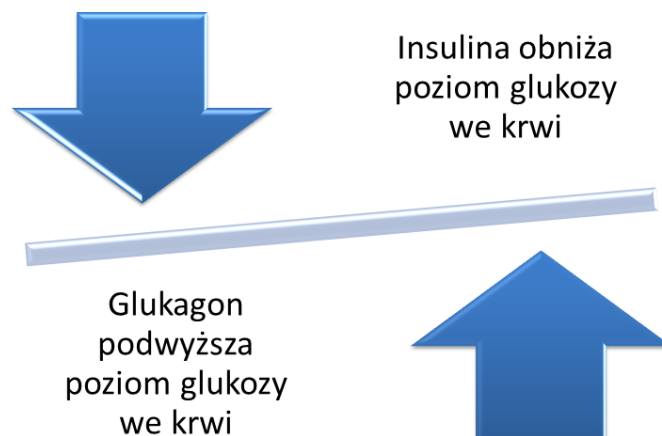 Insulina obniża
poziom glukozy
we krwi
Glukagon
podwyższa
poziom glukozy
we krwi